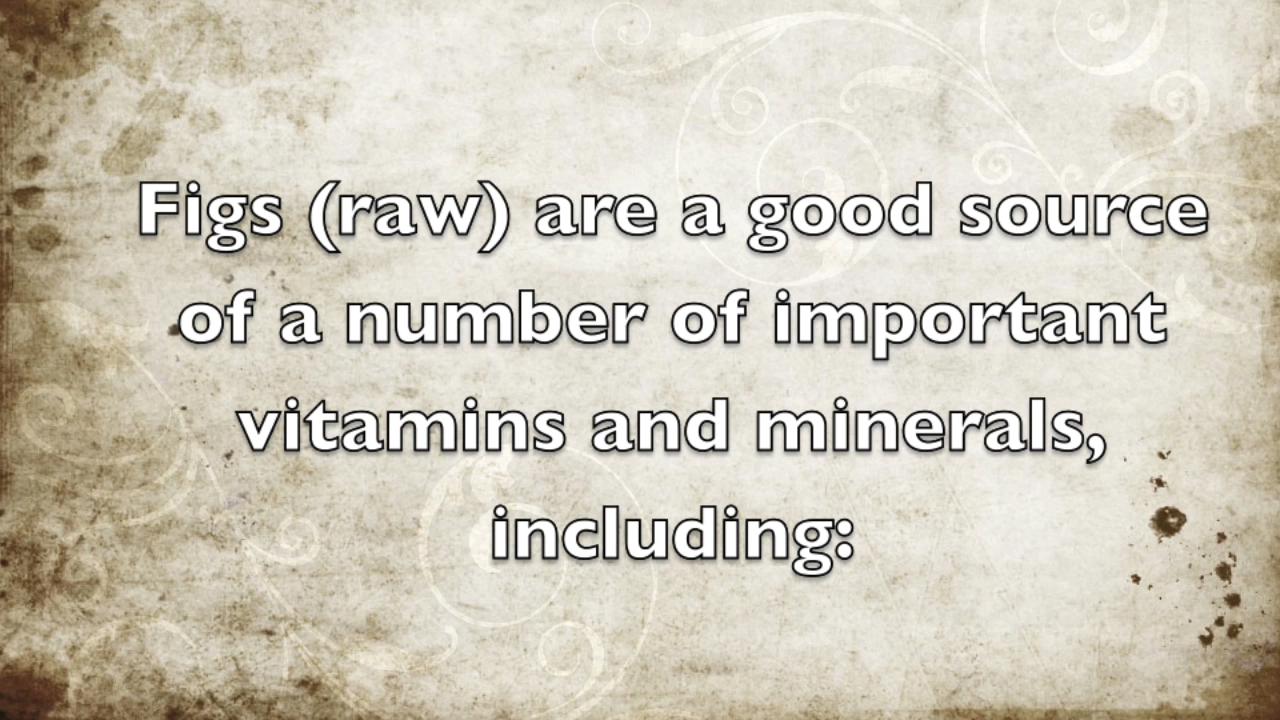 Figs (raw) are a good source
of a number of important
vitamins and minerals,
including: